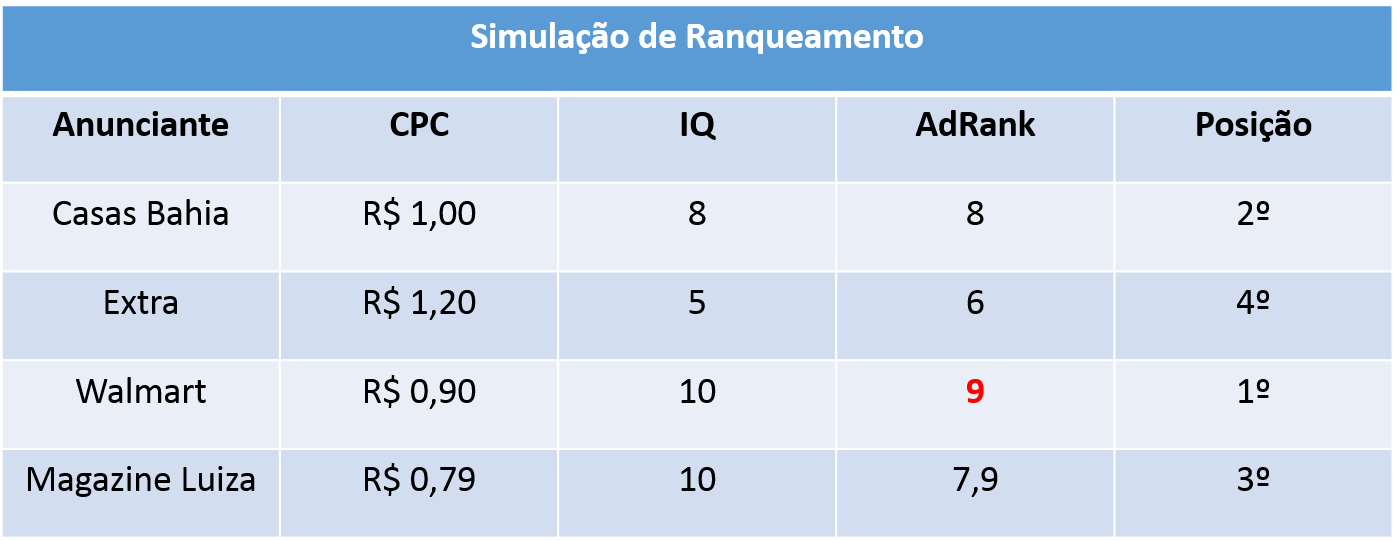 Simulação de Ranqueamento
Anunciante CPC IQ AdRank Posição
Casas Bahia R$ 1,00 8 8 2º
Extra R$ 1,20 5 6 4º
Walmart R$ 0,90 10 9 1º
Magazine Luiza R$ 0,79 10 7,9 3º